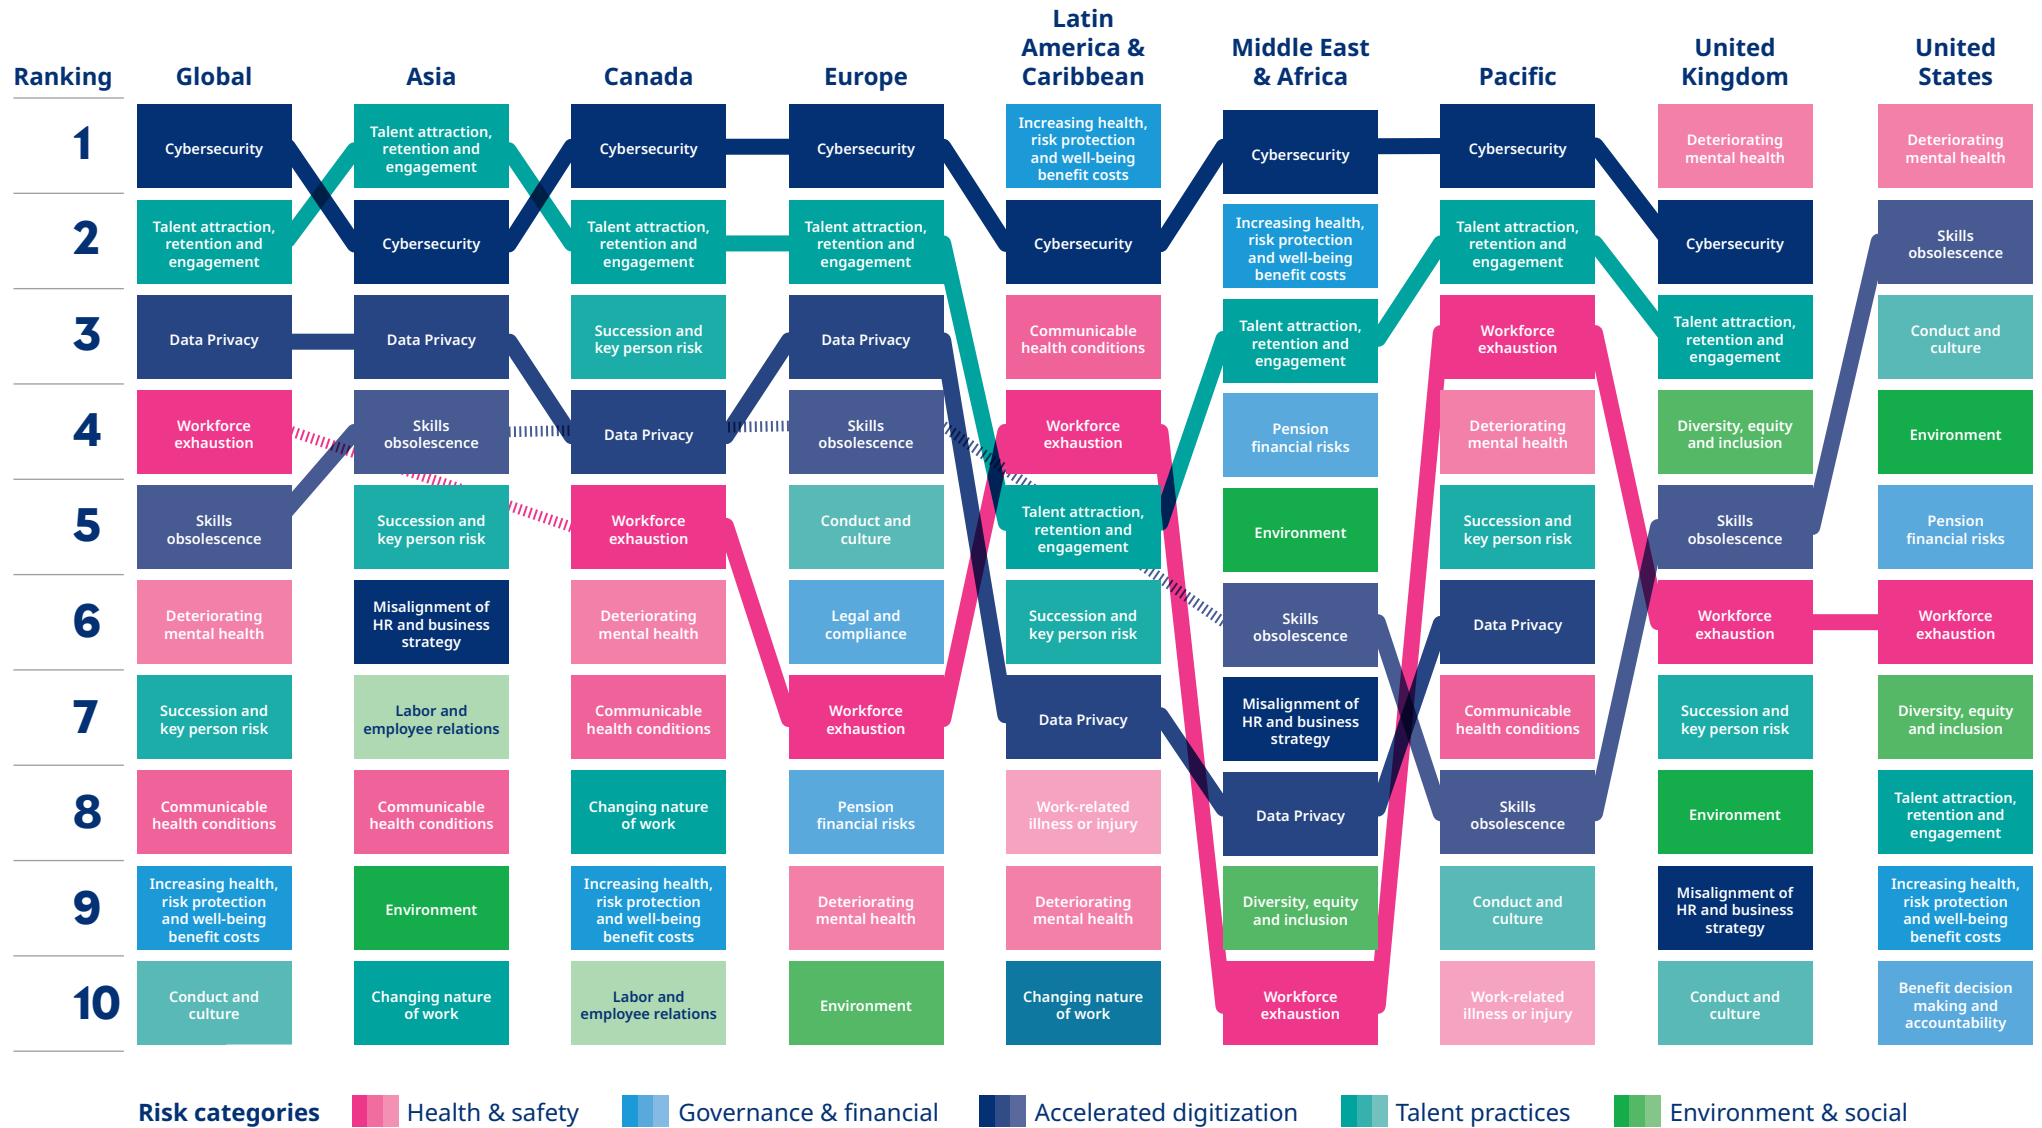 Ranking
Global
Asia
Canada
Europe
Latin
America &
Caribbean
Middle East
& Africa
Pacific
United
Kingdom
United
States
1
Cybersecurity
Talent attraction,
retention and
engagement
Cybersecurity
Cybersecurity
Increasing health,
risk protection
and well-being
benefit costs
Cybersecurity
Cybersecurity
Deteriorating
mental health
Deteriorating
mental health
2
Talent attraction,
retention and
engagement
Cybersecurity
Talent attraction,
retention and
engagement
Talent attraction,
retention and
engagement
Cybersecurity
Increasing health,
risk protection
and well-being
benefit costs
Talent attraction,
retention and
engagement
Cybersecurity
Skills
obsolescence
3
Data Privacy
Data Privacy
Succession and
key person risk
Data Privacy
Communicable
health conditions
Talent attraction,
retention and
engagement
Workforce
exhaustion
Talent attraction,
retention and
engagement
Conduct and
culture
4
Workforce
exhaustion
Skills
obsolescence
Data Privacy
Skills
obsolescence
Workforce
exhaustion
Pension
financial risks
Deteriorating
mental health
Diversity, equity
and inclusion
Environment
5
Skills
obsolescence
Succession and
key person risk
Workforce
exhaustion
Conduct and
culture
Talent attraction,
retention and
engagement
Environment
Succession and
key person risk
Skills
obsolescence
Pension
financial risks
6
Deteriorating
mental health
Misalignment of
HR and business
strategy
Deteriorating
mental health
Legal and
compliance
Succession and
key person risk
Skills
obsolescence
Data Privacy
Workforce
exhaustion
Workforce
exhaustion
7
Succession and
key person risk
Labor and
employee relations
Communicable
health conditions
Workforce
exhaustion
Data Privacy
Misalignment of
HR and business
strategy
Communicable
health conditions
Succession and
key person risk
Diversity, equity
and inclusion
8
Communicable
health conditions
Communicable
health conditions
Changing nature
of work
Pension
financial risks
Work-related
illness or injury
Data Privacy
Skills
obsolescence
Environment
Talent attraction,
retention and
engagement
9
Increasing health,
risk protection
and well-being
benefit costs
Environment
Increasing health,
risk protection
and well-being
benefit costs
Deteriorating
mental health
Deteriorating
mental health
Diversity, equity
and inclusion
Conduct and
culture
Misalignment of
HR and business
strategy
Increasing health,
risk protection
and well-being
benefit costs
10
Conduct and
culture
Changing nature
of work
Labor and
employee relations
Environment
Changing nature
of work
Workforce
exhaustion
Work-related
illness or injury
Conduct and
culture
Benefit decision
making and
accountability
Risk categories
Health & safety
Governance & financial
Accelerated digitization
Talent practices
Environment & social